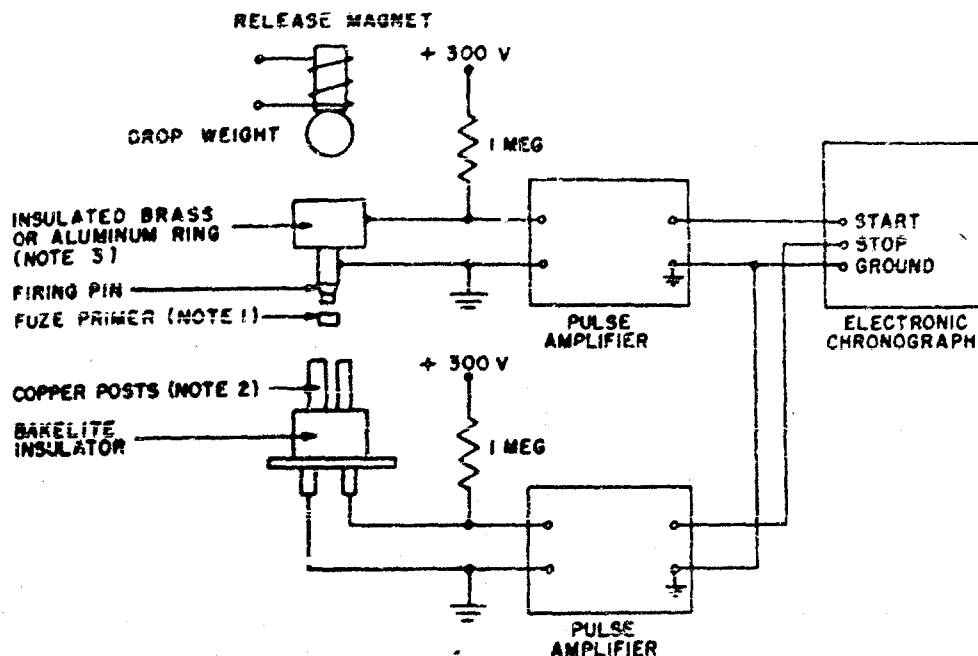 RELEASE MAGNET
+ 300 V
DROP WEIGHT
1 MEG
INSULATED BRASS
OR ALUMINUM RING
(NOTE 3)
START
STOP
GROUND
FIRING PIN
FUZE PRIMER (NOTE 1)
PULSE
AMPLIFIER
ELECTRONIC
CHRONOGRAPH
+ 300 V
COPPER POSTS (NOTE 2)
BAKELITE
INSULATOR
1 MEG
PULSE
AMPLIFIER